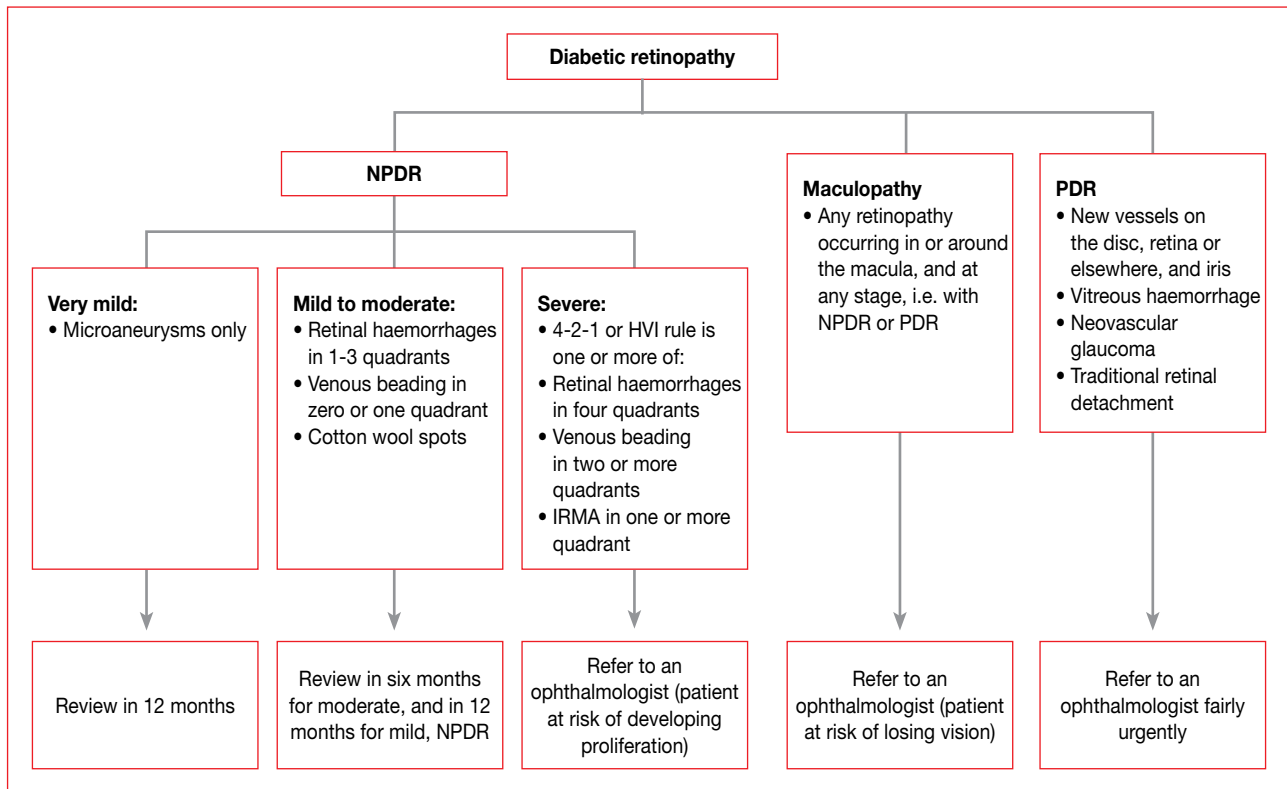 Diabetic retinopathy
NPDR
Very mild:
• Microaneurysms only
Mild to moderate:
• Retinal haemorrhages
in 1-3 quadrants
• Venous beading in
zero or one quadrant
• Cotton wool spots
Severe:
• 4-2-1 or HVI rule is
one or more of:
• Retinal haemorrhages
in four quadrants
• Venous beading
in two or more
quadrants
• IRMA in one or more
quadrant
Maculopathy
• Any retinopathy
occurring in or around
the macula, and at
any stage, i.e. with
NPDR or PDR
PDR
• New vessels on
the disc, retina or
elsewhere, and iris
• Vitreous haemorrhage
• Neovascular
glaucoma
• Traditional retinal
detachment
Review in 12 months
Review in six months
for moderate, and in 12
months for mild, NPDR
Refer to an
ophthalmologist (patient
at risk of developing
proliferation)
Refer to an
ophthalmologist (patient
at risk of losing vision)
Refer to an
ophthalmologist fairly
urgently